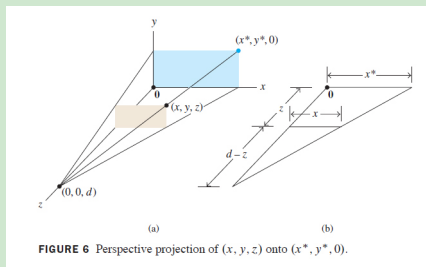 y
(x*, y*, 0)
x*
0
x
0
(x, y, z)
z
x
d – z
(0, 0, d)
z
(a)
(b)
FIGURE 6 Perspective projection of (x, y, z) onto (x*, y*, 0).